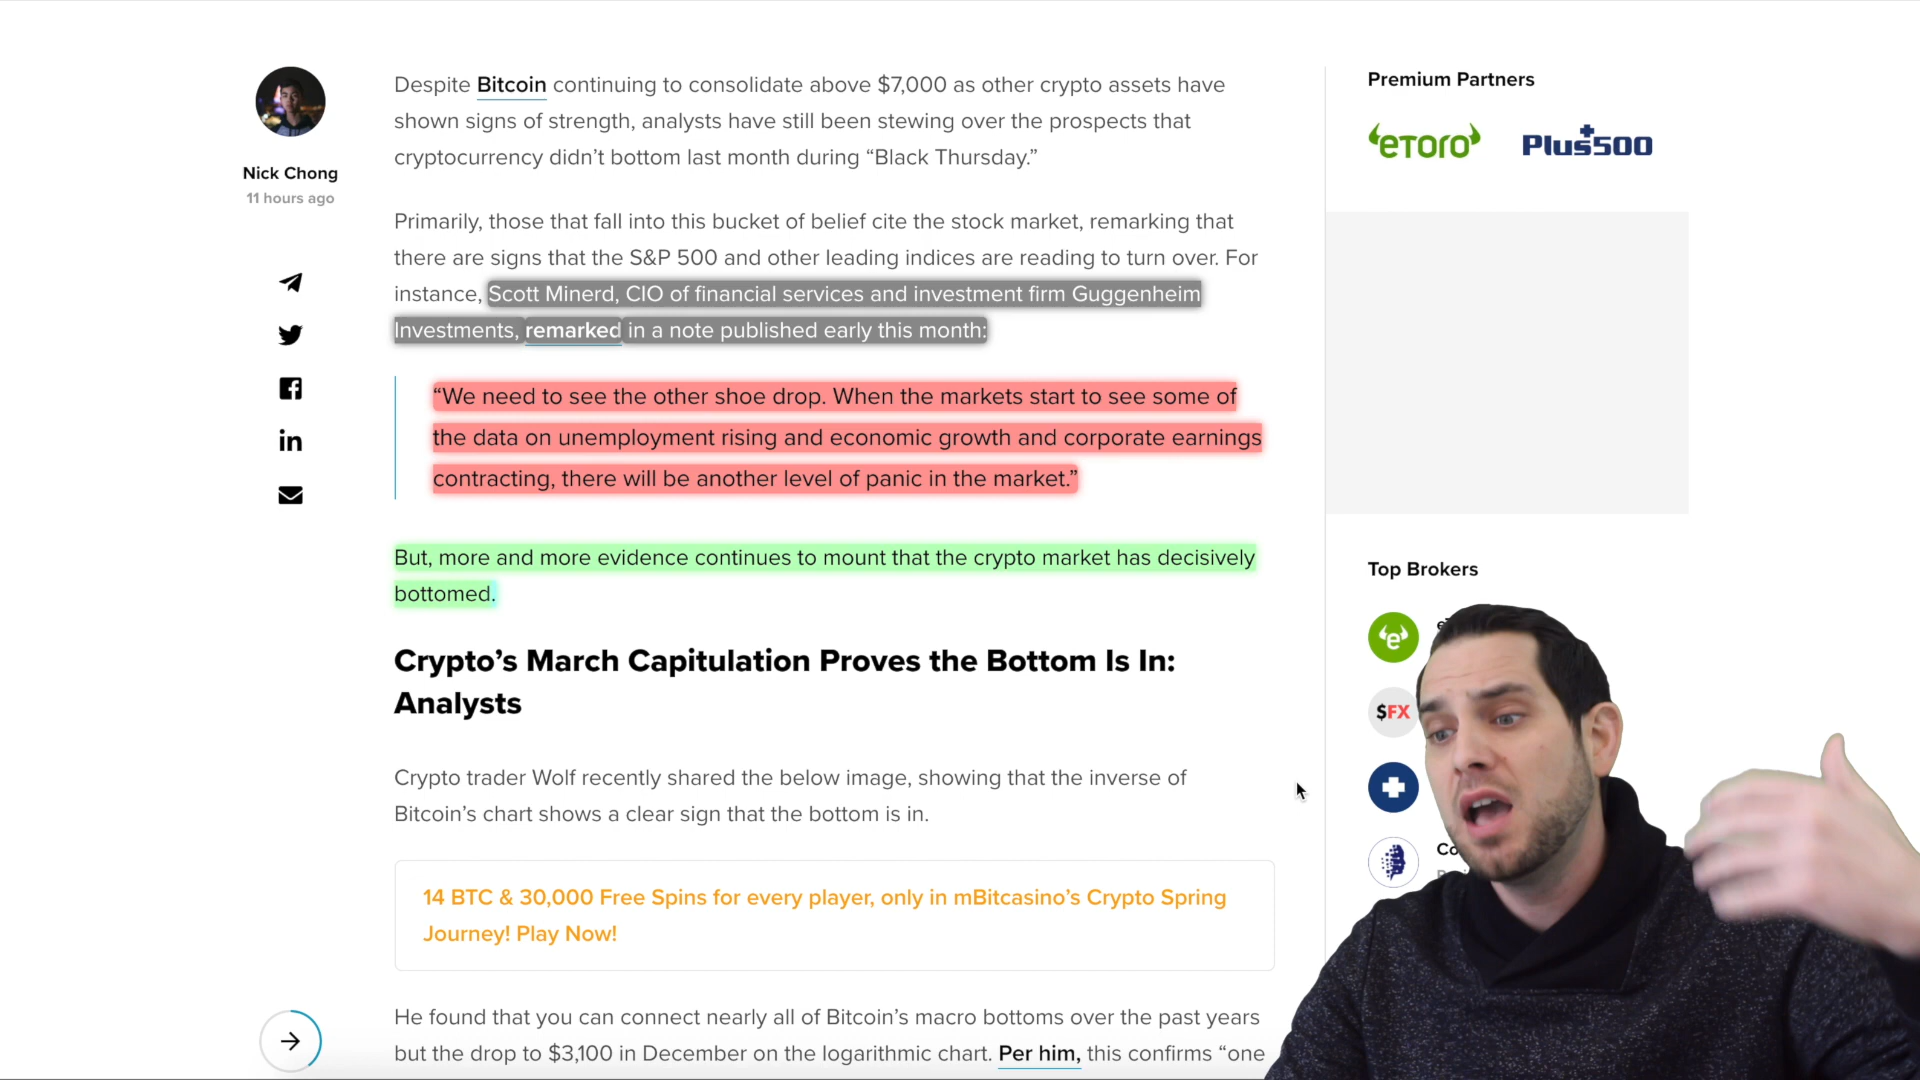 Despite Bitcoin continuing to consolidate above $7,000 as other crypto assets have
shown signs of strength, analysts have still been stewing over the prospects that
cryptocurrency didn’t bottom last month during “Black Thursday.”
Nick Chong
11 hours ago
Primarily, those that fall into this bucket of belief cite the stock market, remarking that
there are signs that the S&P 500 and other leading indices are reading to turn over. For
instance, Scott Minerd, CIO of financial services and investment firm Guggenheim
Investments, remarked in a note published early this month:
“We need to see the other shoe drop. When the markets start to see some of
the data on unemployment rising and economic growth and corporate earnings
contracting, there will be another level of panic in the market.”
But, more and more evidence continues to mount that the crypto market has decisively
bottomed.
Crypto’s March Capitulation Proves the Bottom Is In:
Analysts
Crypto trader Wolf recently shared the below image, showing that the inverse of
Bitcoin’s chart shows a clear sign that the bottom is in.
14 BTC & 30,000 Free Spins for every player, only in mBitcasino’s Crypto Spring
Journey! Play Now!
He found that you can connect nearly all of Bitcoin’s macro bottoms over the past years
but the drop to $3,100 in December on the logarithmic chart. Per him, this confirms “one
Premium Partners
eToro Plus500
Top Brokers
e
$FX